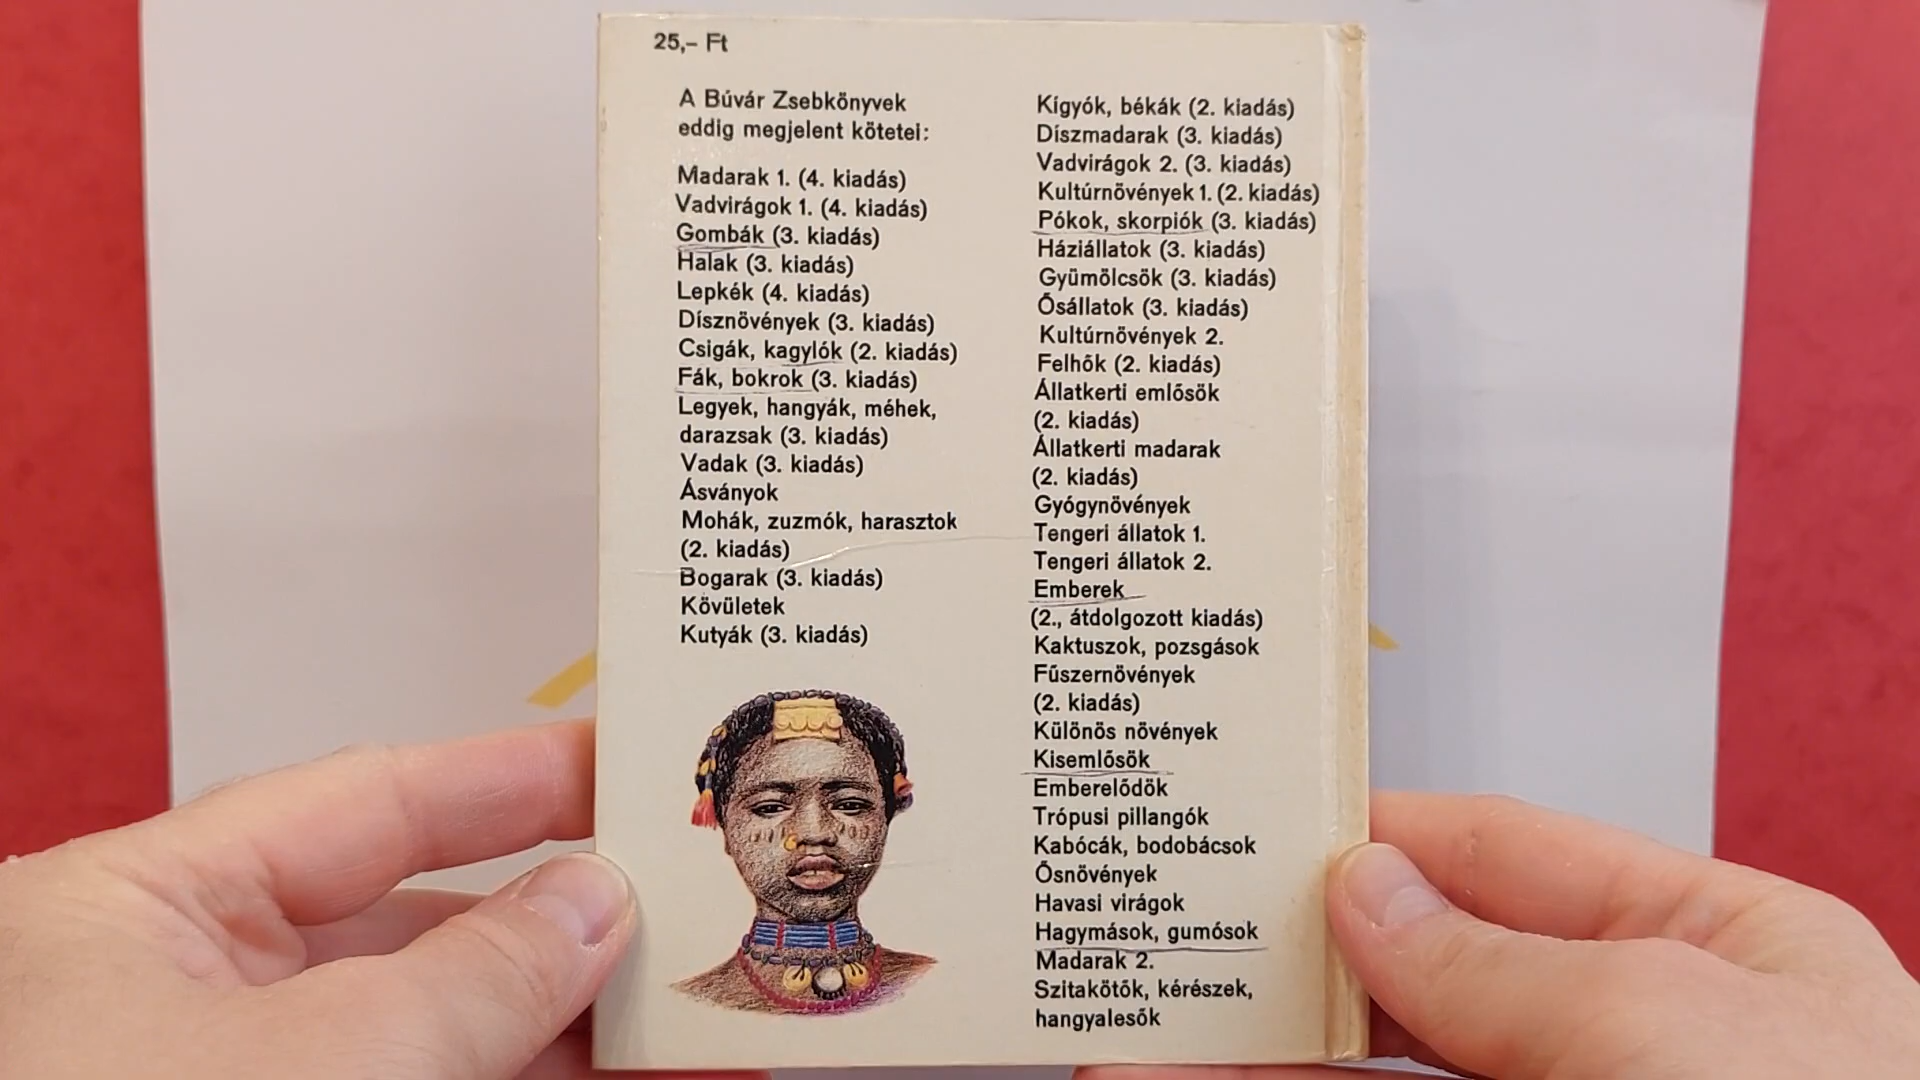 25,– Ft
A Búvár Zsebkönyvek
eddig megjelent kötetei:
Madarak 1. (4. kiadás)
Vadvirágok 1. (4. kiadás)
Gombák (3. kiadás)
Halak (3. kiadás)
Lepkék (4. kiadás)
Dísznövények (3. kiadás)
Csigák, kagylók (2. kiadás)
Fák, bokrok (3. kiadás)
Legyek, hangyák, méhek,
darazsak (3. kiadás)
Vadak (3. kiadás)
Ásványok
Mohák, zuzmók, harasztok
(2. kiadás)
Bogarak (3. kiadás)
Kövületek
Kutyák (3. kiadás)
Kígyók, békák (2. kiadás)
Díszmadarak (3. kiadás)
Vadvirágok 2. (3. kiadás)
Kultúrnövények 1. (2. kiadás)
Pókok, skorpiók (3. kiadás)
Háziállatok (3. kiadás)
Gyümölcsök (3. kiadás)
Ősállatok (3. kiadás)
Kultúrnövények 2.
Felhők (2. kiadás)
Állatkerti emlősök
(2. kiadás)
Állatkerti madarak
(2. kiadás)
Gyógynövények
Tengeri állatok 1.
Tengeri állatok 2.
Emberek
(2., átdolgozott kiadás)
Kaktuszok, pozsgások
Fűszernövények
(2. kiadás)
Különös növények
Kisemlősök
Emberelődök
Trópusi pillangók
Kabócák, bodobácsok
Ősnövények
Havasi virágok
Hagymások, gumósok
Madarak 2.
Szitakötők, kérészek,
hangyalesők